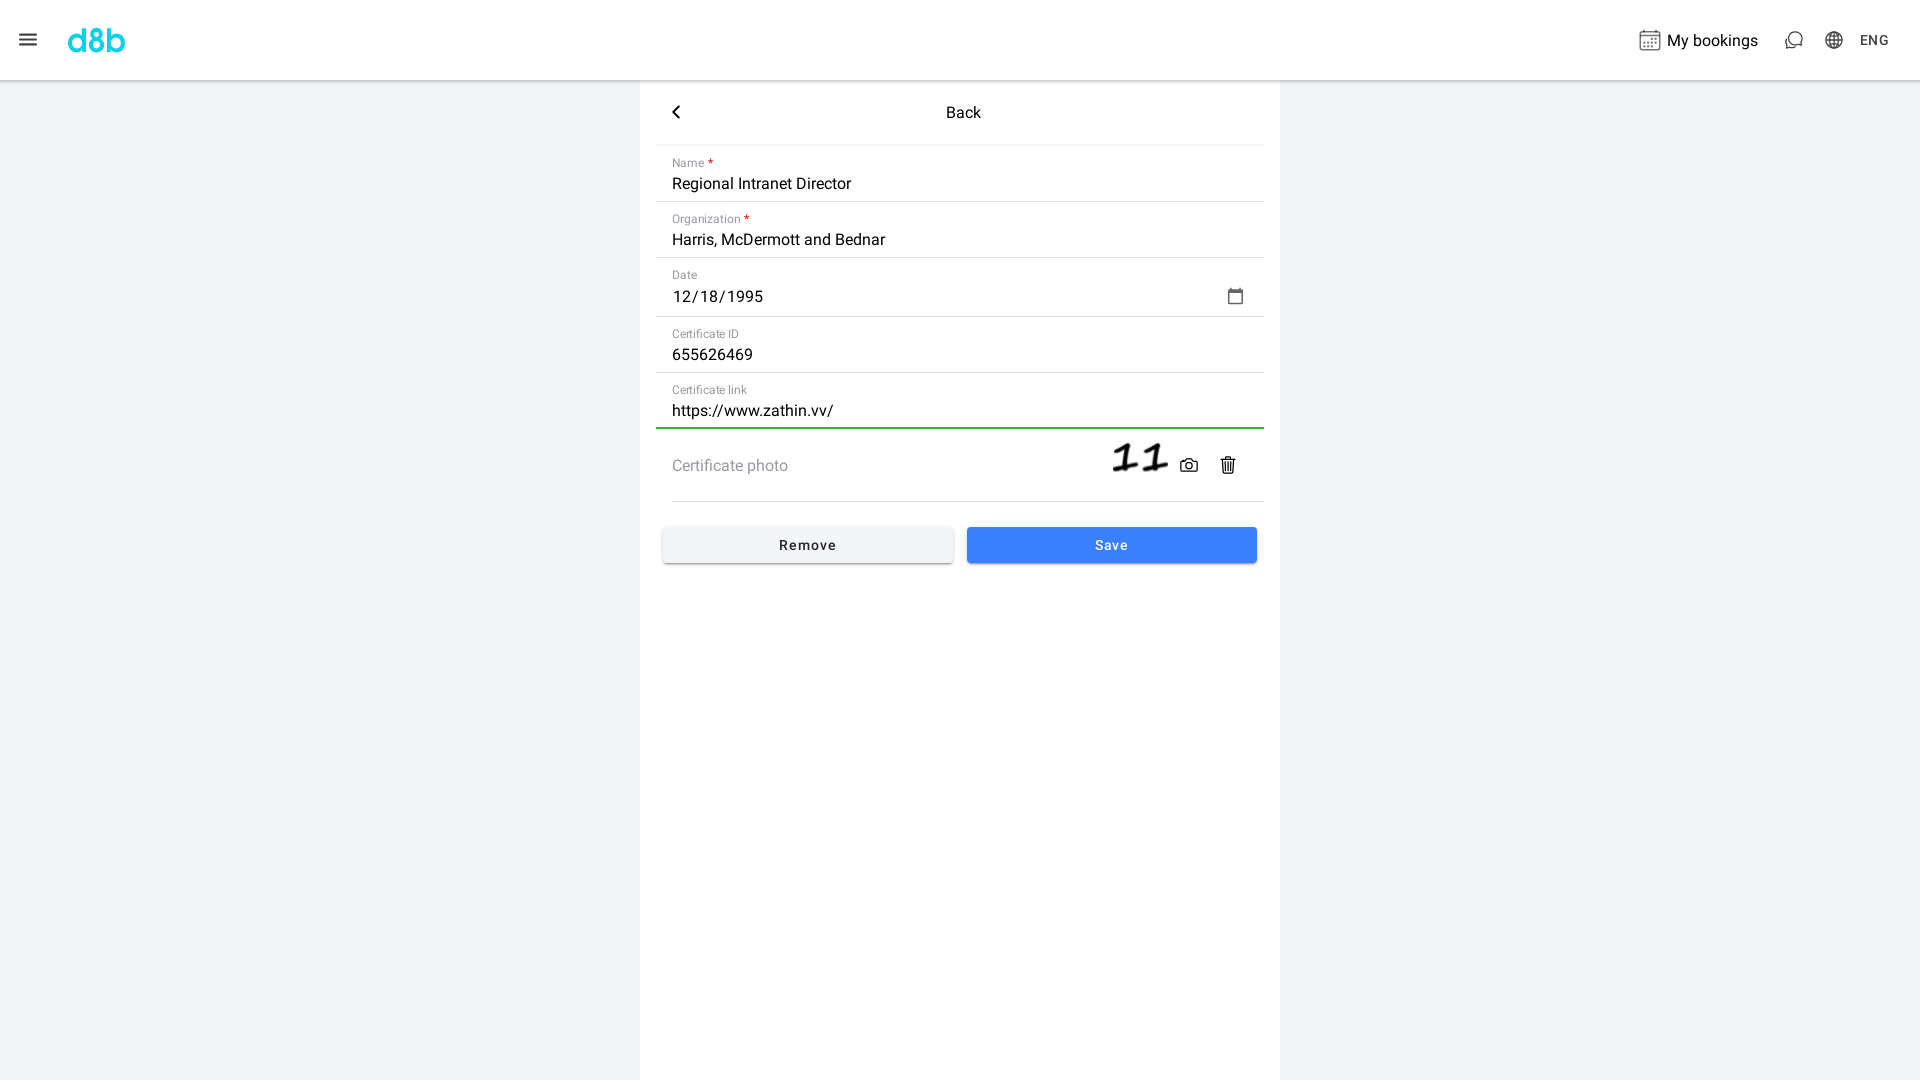 d8b
My bookings
ENG
Back
Name *
Regional Intranet Director
Organization *
Harris, McDermott and Bednar
Date
12/18/1995
Certificate ID
655626469
Certificate link
https://www.zathin.vv/
Certificate photo
11
Remove
Save